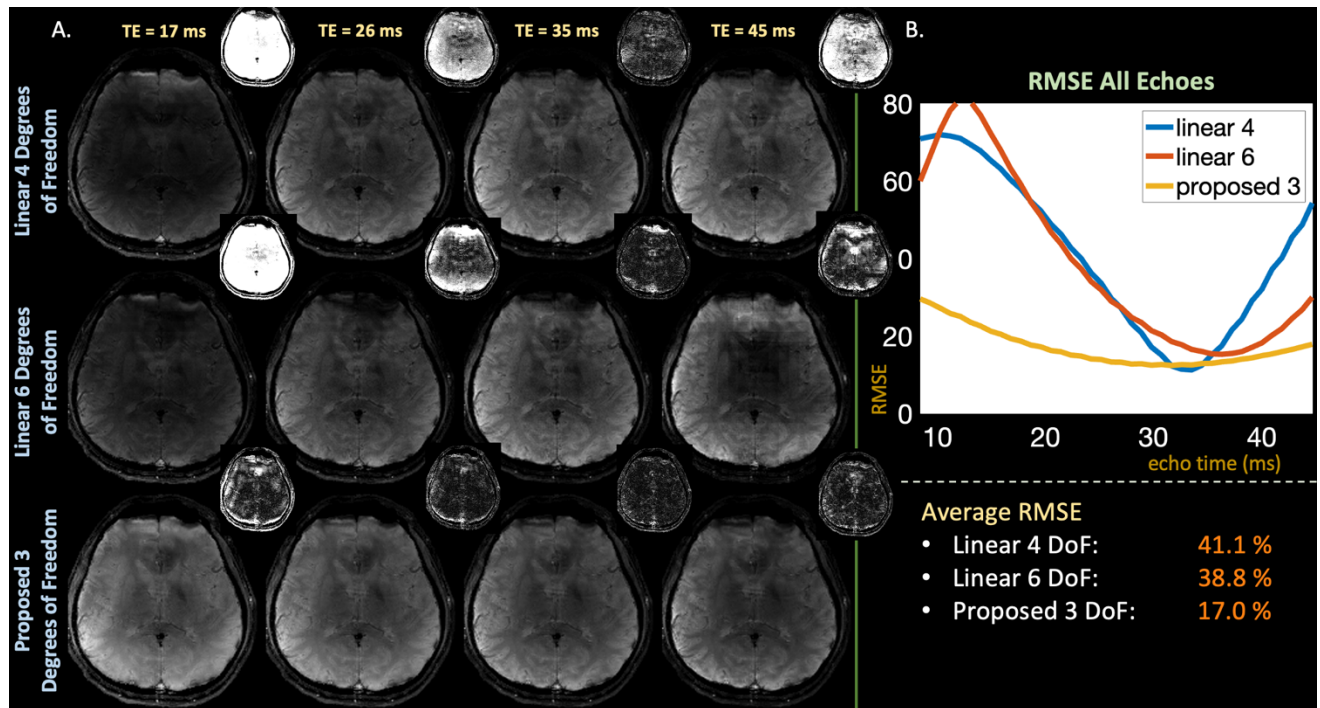 A.
TE = 17 ms
TE = 26 ms
TE = 35 ms
TE = 45 ms
Linear 4 Degrees
of Freedom
Linear 6 Degrees
of Freedom
Proposed 3
Degrees of Freedom
B.
RMSE All Echoes
80
60
0
20
0
RMSE
linear 4
linear 6
proposed 3
10
20
30
40
echo time (ms)
Average RMSE
• Linear 4 DoF: 41.1 %
• Linear 6 DoF: 38.8 %
• Proposed 3 DoF: 17.0 %